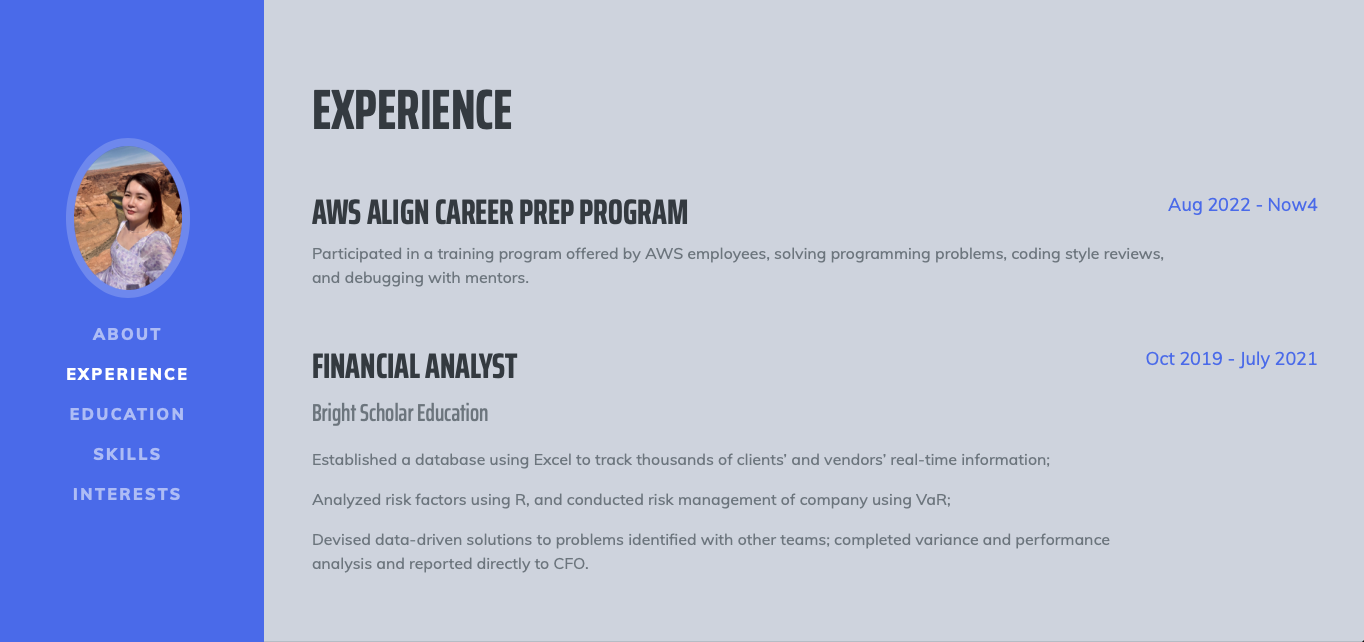 ABOUT
EXPERIENCE
EDUCATION
SKILLS
INTERESTS
EXPERIENCE
AWS ALIGN CAREER PREP PROGRAM
Aug 2022 - Now4
Participated in a training program offered by AWS employees, solving programming problems, coding style reviews,
and debugging with mentors.
FINANCIAL ANALYST
Oct 2019 - July 2021
Bright Scholar Education
Established a database using Excel to track thousands of clients’ and vendors’ real-time information;
Analyzed risk factors using R, and conducted risk management of company using VaR;
Devised data-driven solutions to problems identified with other teams; completed variance and performance
analysis and reported directly to CFO.